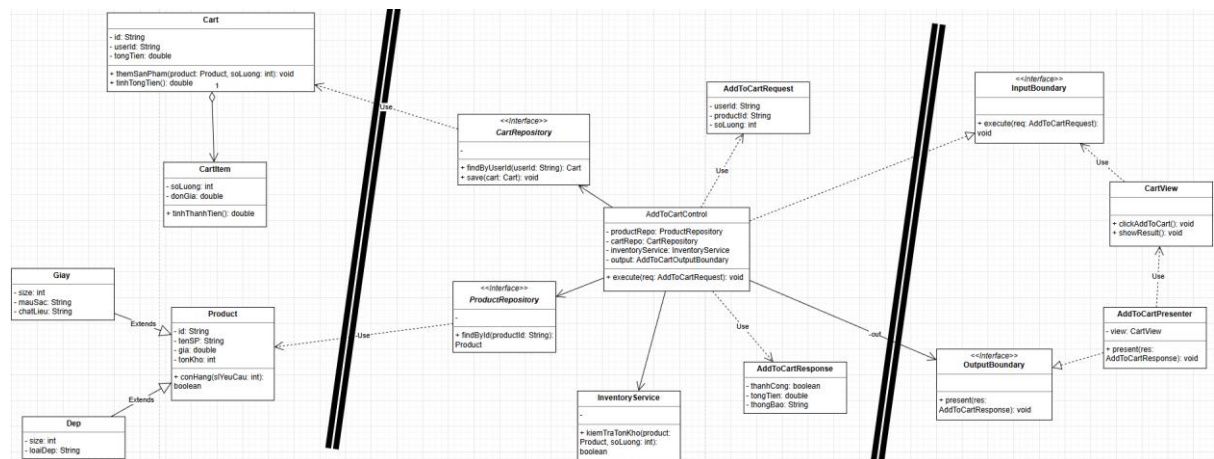 Cart
- id: String
- userId: String
- tongTien: double
+ themSanPham(product: Product, soLuong: int): void
+ tinhTongTien(): double
1
CartItem
- soLuong: int
- donGia: double
+ tinhThanhTien(): double
Giay
- size: int
- mauSac: String
- chatLieu: String
Extends
Product
- id: String
- tenSP: String
- gia: double
- tonKho: int
+ conHang(slYeuCau: int):
boolean
Extends
Dep
- size: int
- loaiDep: String
Use
<<Interface>>
CartRepository
-
+ findByUserId(userId: String): Cart
+ save(cart: Cart): void
Use
<<Interface>>
ProductRepository
-
+ findById(productId: String):
Product
AddToCartRequest
- userId: String
- productId: String
- soLuong: int
Use
AddToCartControl
- productRepo: ProductRepository
- cartRepo: CartRepository
- inventoryService: InventoryService
- output: AddToCartOutputBoundary
+ execute(req: AddToCartRequest): void
Use
AddToCartResponse
- thanhCong: boolean
- tongTien: double
- thongBao: String
InventoryService
-
+ kiemTraTonKho(product:
Product, soLuong: int):
boolean
-out
<<Interface>>
InputBoundary
+ execute(req: AddToCartRequest):
void
Use
CartView
+ clickAddToCart(): void
+ showResult(): void
Use
AddToCartPresenter
- view: CartView
+ present(res:
AddToCartResponse): void
<<Interface>>
OutputBoundary
+ present(res:
AddToCartResponse): void